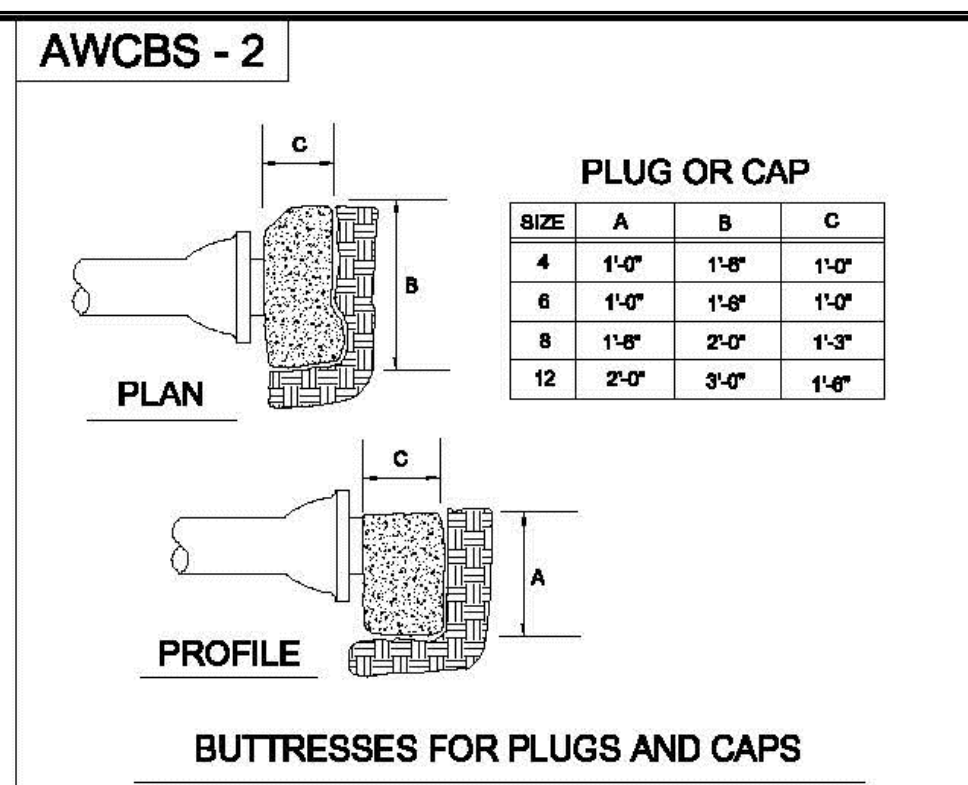 AWCBS - 2
C
B
PLAN
PLUG OR CAP
SIZE A B C
4 1'-0" 1'-6" 1'-0"
6 1'-0" 1'-6" 1'-0"
8 1'-6" 2'-0" 1'-3"
12 2'-0" 3'-0" 1'-6"
C
A
PROFILE
BUTTRESSES FOR PLUGS AND CAPS